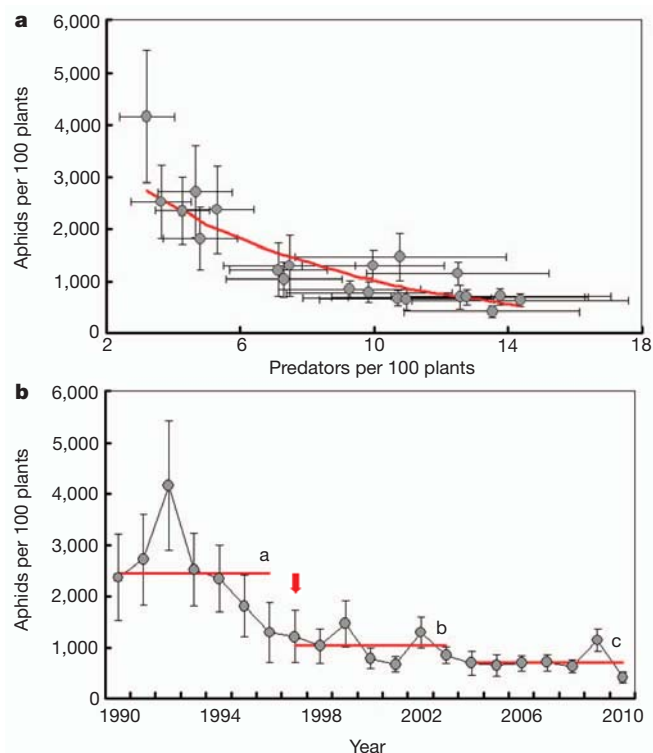 a
6,000
5,000
4,000
3,000
2,000
1,000
0
Aphids per 100 plants
2 6 10 14 18
Predators per 100 plants
b
6,000
5,000
4,000
3,000
2,000
1,000
0
Aphids per 100 plants
a
b
c
1990 1994 1998 2002 2006 2010
Year